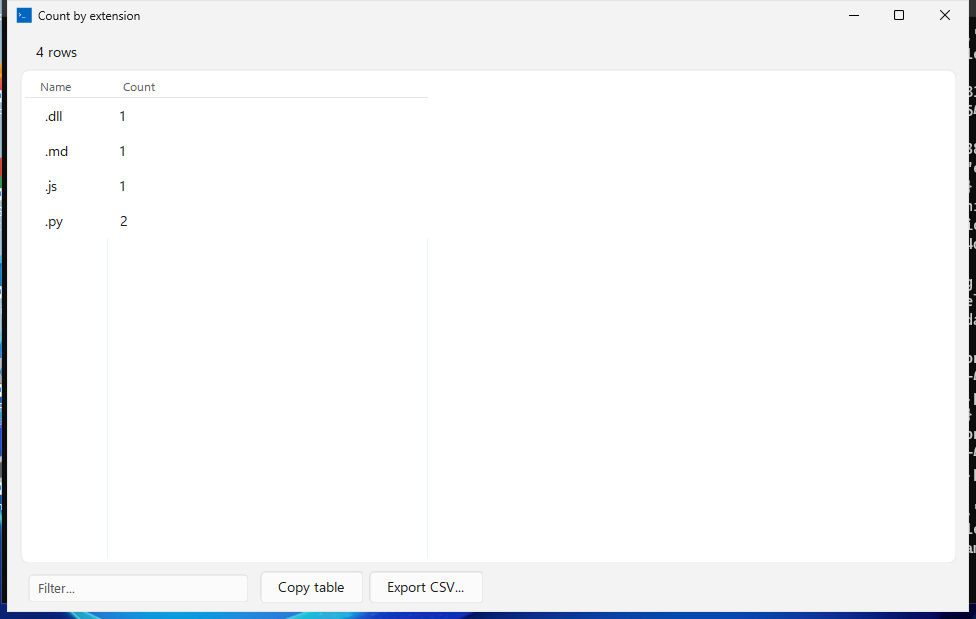 Count by extension
4 rows
Name Count
.dll 1
.md 1
.js 1
.py 2
Filter... Copy table Export CSV...